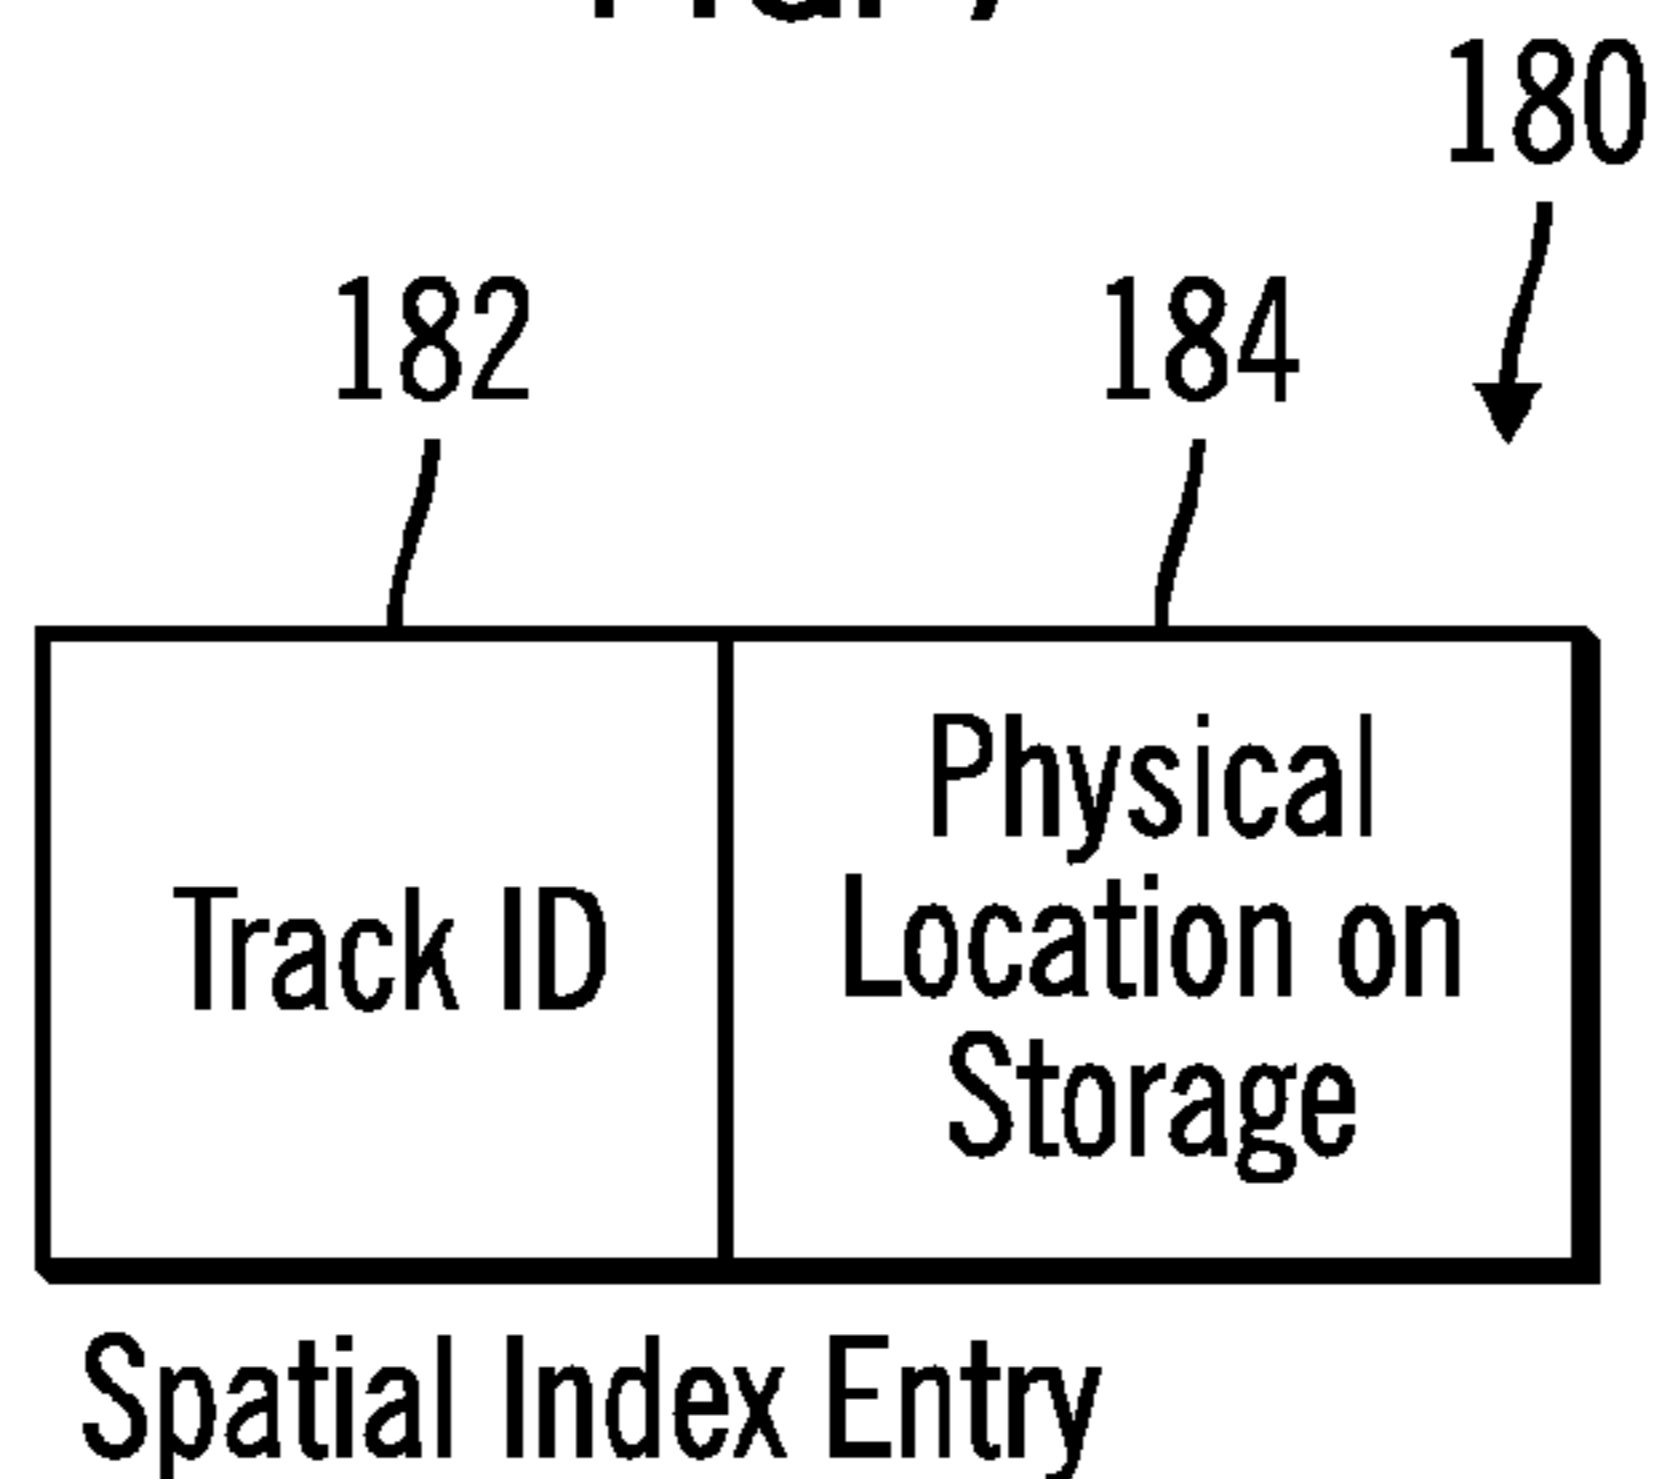 180
182 184
Track ID
Physical
Location on
Storage
Spatial Index Entry